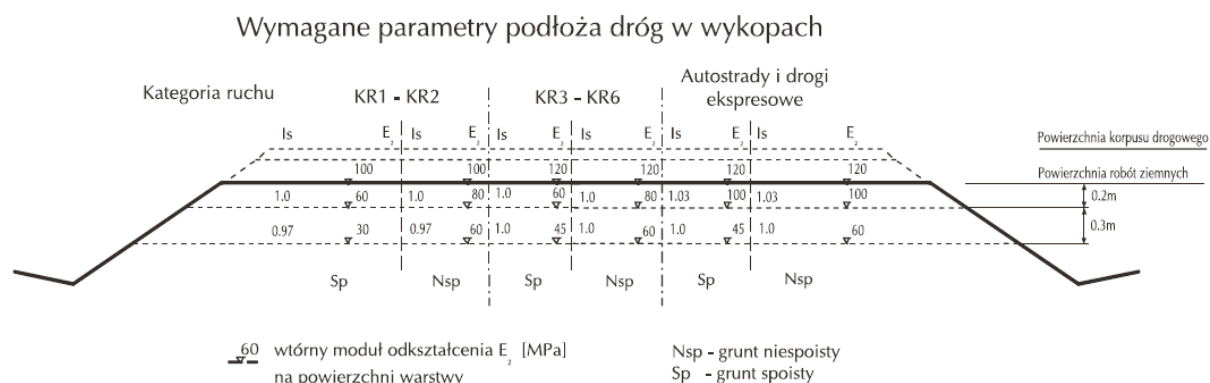 Wymagane parametry podłoża dróg w wykopach
Kategoria ruchu KR1 - KR2 KR3 - KR6 Autostrady i drogi
ekspresowe
Is E2 Is E2 Is E2 Is E2 Is E2 Is E2
Powierzchnia korpusu drogowego
100 100 120 120 120 120
Powierzchnia robót ziemnych
1.0 60 1.0 80 1.0 60 1.0 80 1.03 100 1.03 100 0.2m
0.97 30 0.97 60 1.0 45 1.0 60 1.0 45 1.0 60 0.3m
Sp Nsp Sp Nsp Sp Nsp
60 wtórny moduł odkształcenia E2 [MPa]
na powierzchni warstwy
Nsp - grunt niespoisty
Sp - grunt spoisty